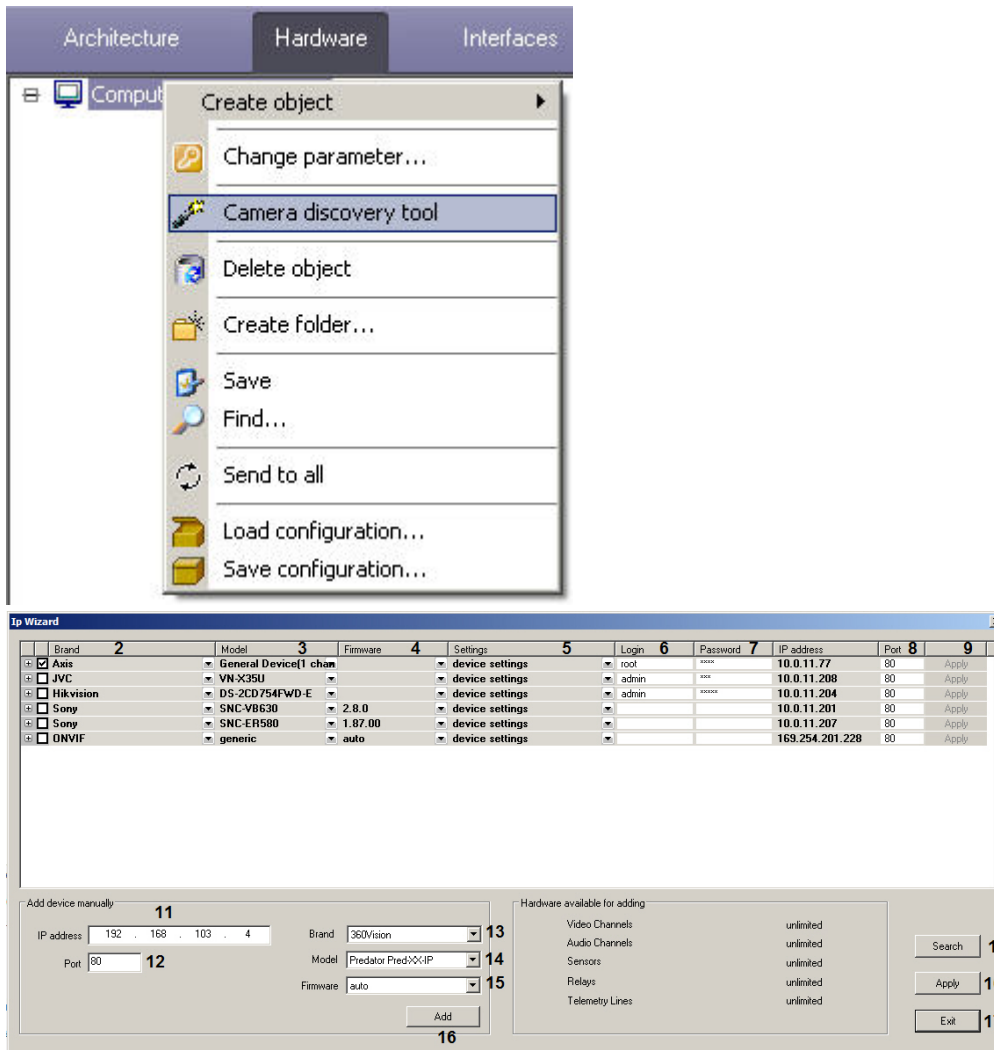 Architecture Hardware Interfaces
Create object
Change parameter...
Camera discovery tool
Delete object
Create folder...
Save
Find...
Send to all
Load configuration...
Save configuration...
Ip Wizard
Brand 2 Model 3 Firmware 4 Settings 5 Login 6 Password 7 IP address Port 8 9
Axis General Device(1 chan device settings root xxxx 10.0.11.77 80 Apply
JVC VN-X35U device settings admin xxx 10.0.11.208 80 Apply
Hikvision DS-2CD754FWD-E device settings admin xxxxx 10.0.11.204 80 Apply
Sony SNC-VB630 2.8.0 device settings 10.0.11.201 80 Apply
Sony SNC-ER580 1.87.00 device settings 10.0.11.207 80 Apply
ONVIF generic auto device settings 169.254.201.228 80 Apply
Add device manually
11
IP address 192 . 168 . 103 . 4 Brand 360Vision 13
Port 80 12 Model Predator Pred-XX-IP 14
Firmware auto 15
Add
16
Hardware available for adding
Video Channels unlimited
Audio Channels unlimited
Sensors unlimited
Relays unlimited
Telemetry Lines unlimited
Search
Apply
Exit